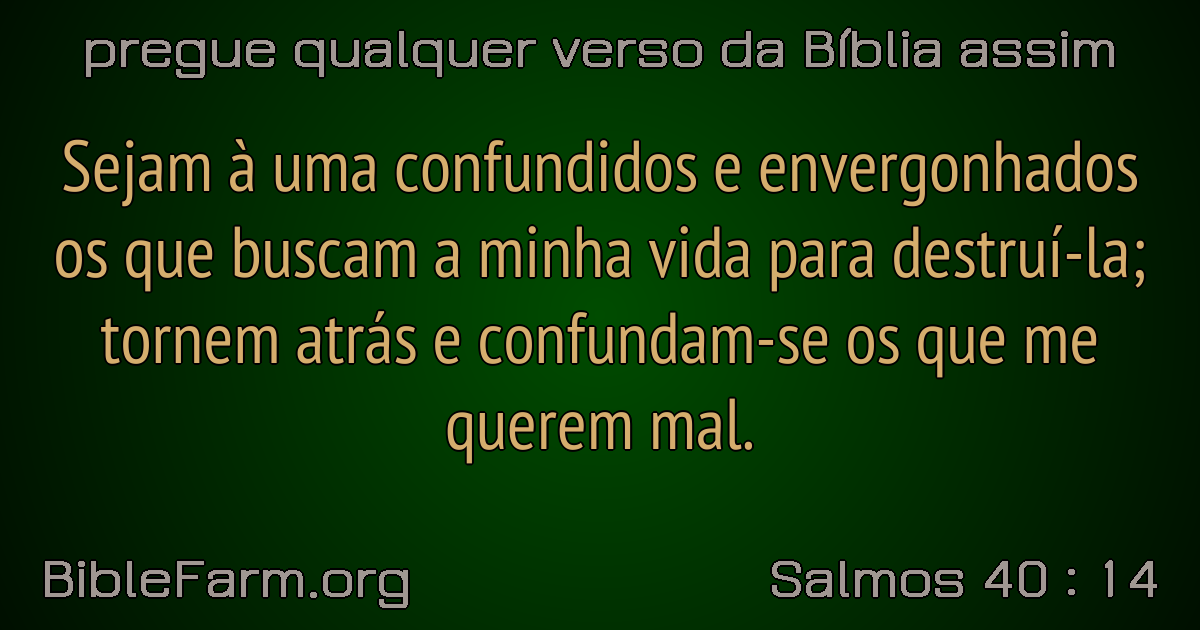 pregue qualquer verso da Bíblia assim
Sejam à uma confundidos e envergonhados
os que buscam a minha vida para destruí-la;
tornem atrás e confundam-se os que me
querem mal.
BibleFarm.org
Salmos 40 : 14